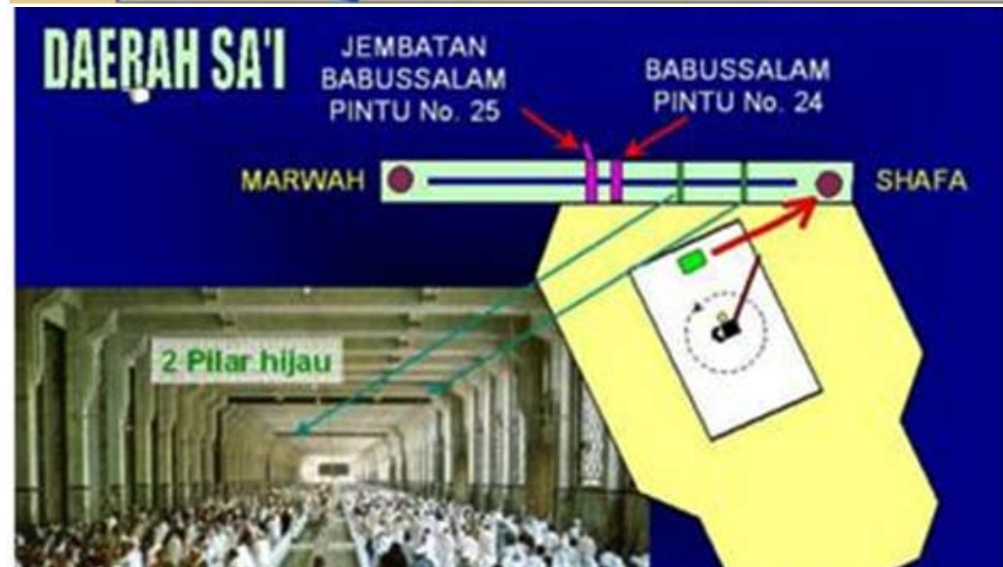 DAERAH SA'I
JEMBATAN
BABUSSALAM
PINTU No. 25
BABUSSALAM
PINTU No. 24
MARWAH
SHAFA
2 Pilar hijau